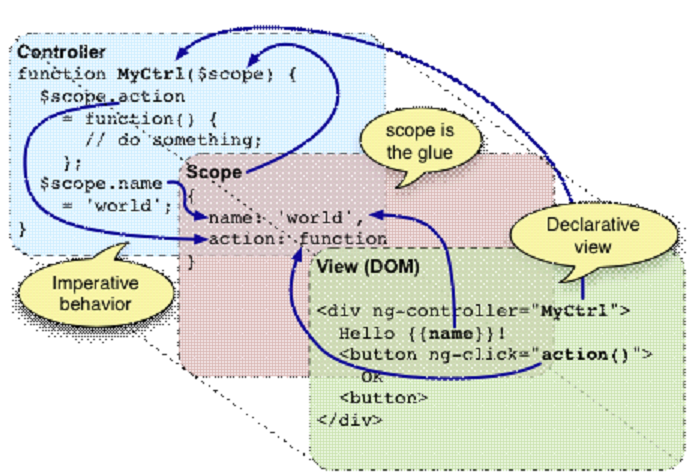 Controller
function MyCtrl($scope) {
$scope.action
= function() {
// do something;
};
$scope.name
= 'world';
}
Imperative
behavior
scope is
the glue
Scope
{
name: 'world',
action: function
}
Declarative
view
View (DOM)
<div ng-controller="MyCtrl">
Hello {{name}}!
<button ng-click="action()">
OK
<button>
</div>